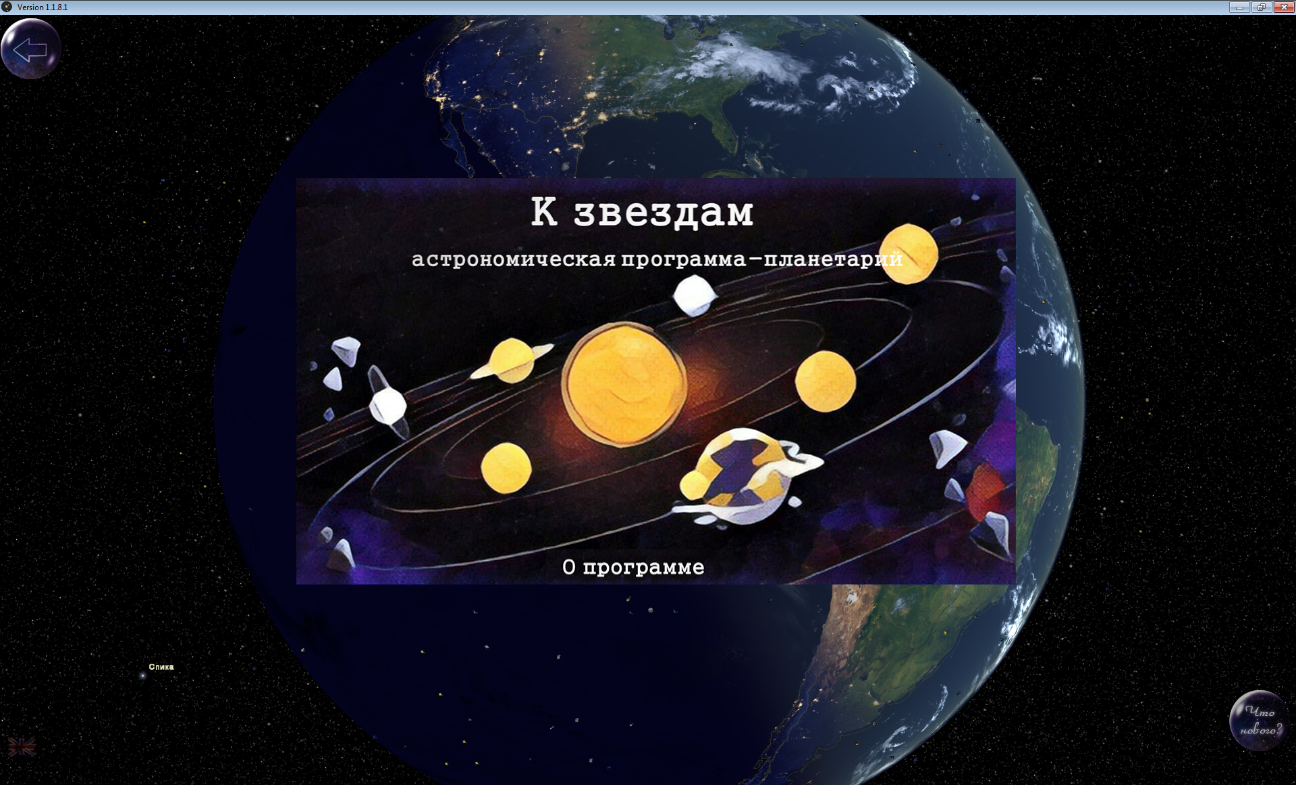 Version 1.1.8.1
К звездам
астрономическая программа-планетарий
О программе
Спика
Что
нового?